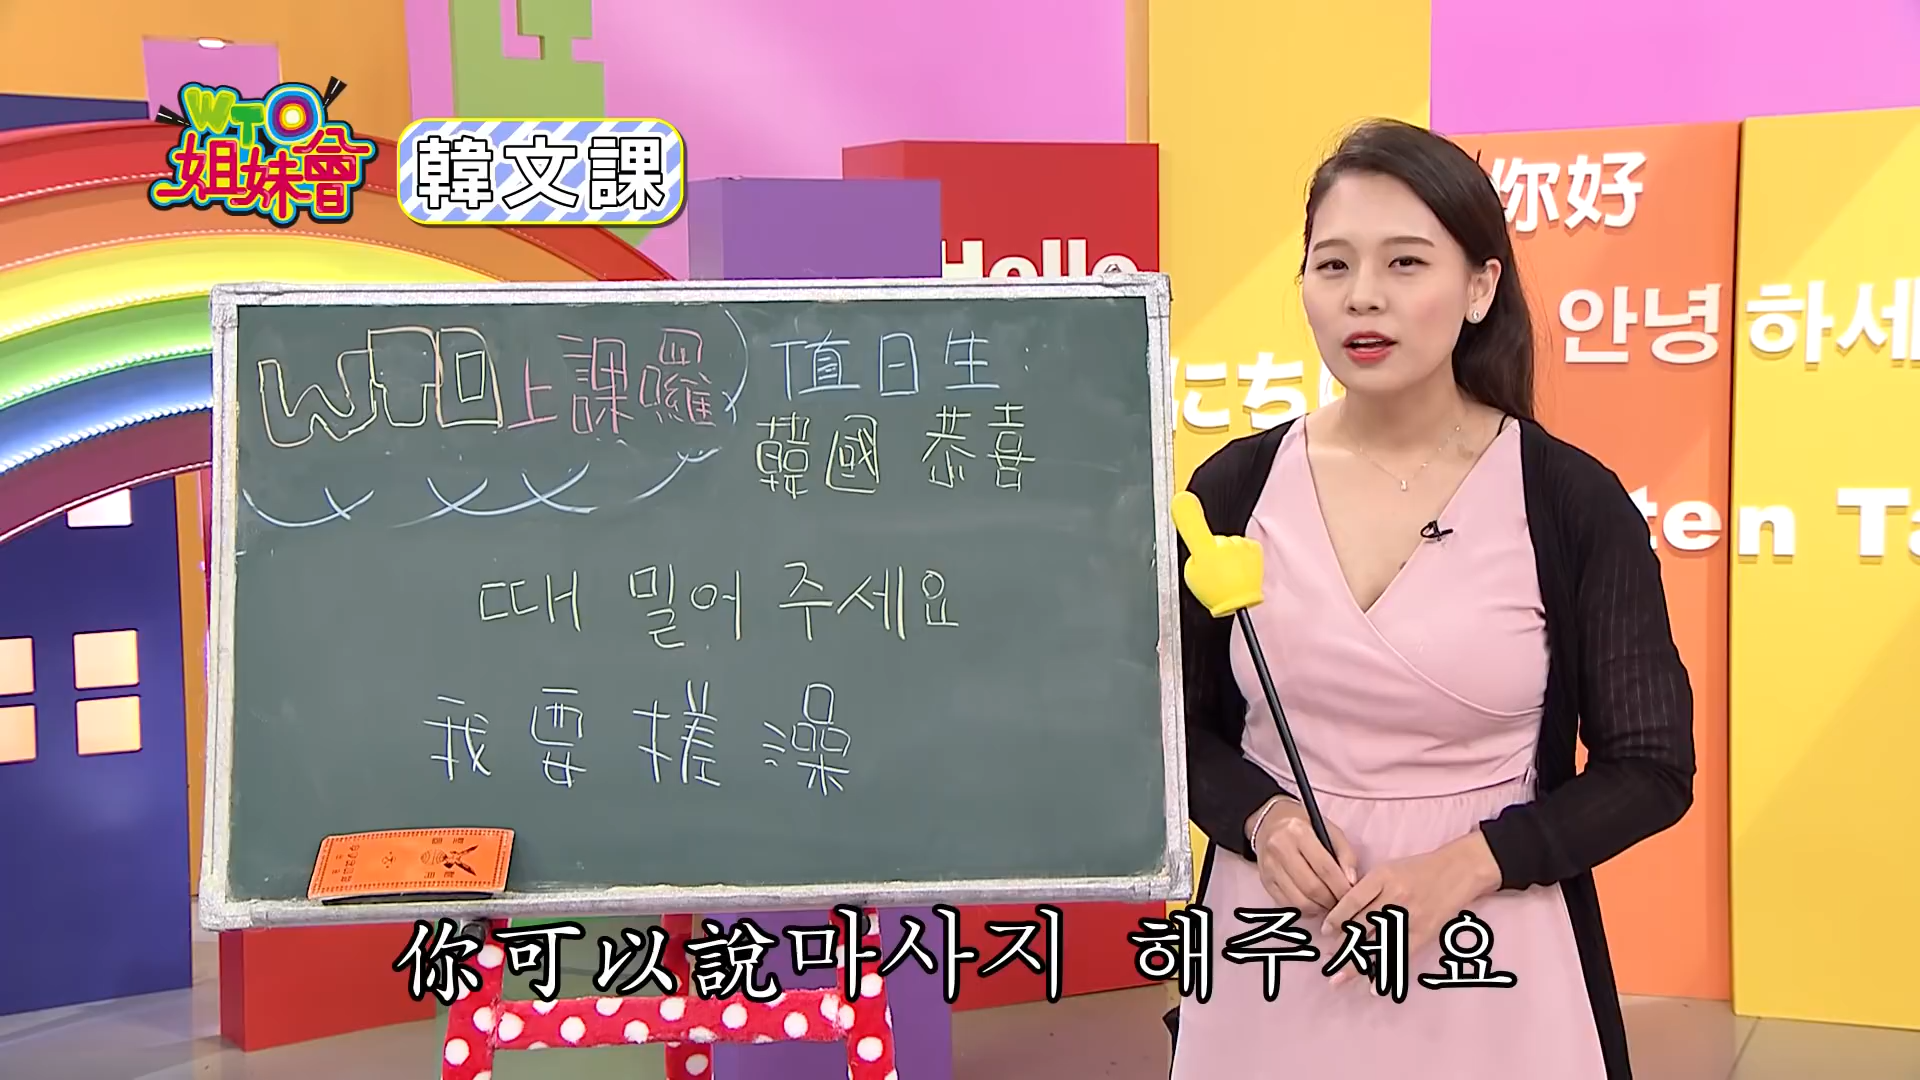 WTO
姐妹會
韓文課
Hello
你好
안녕 하세
にち
ten Ta
WTO上課囉
值日生:
韓國 恭喜
때 밀어 주세요
我要搓澡
你可以說마사지 해주세요